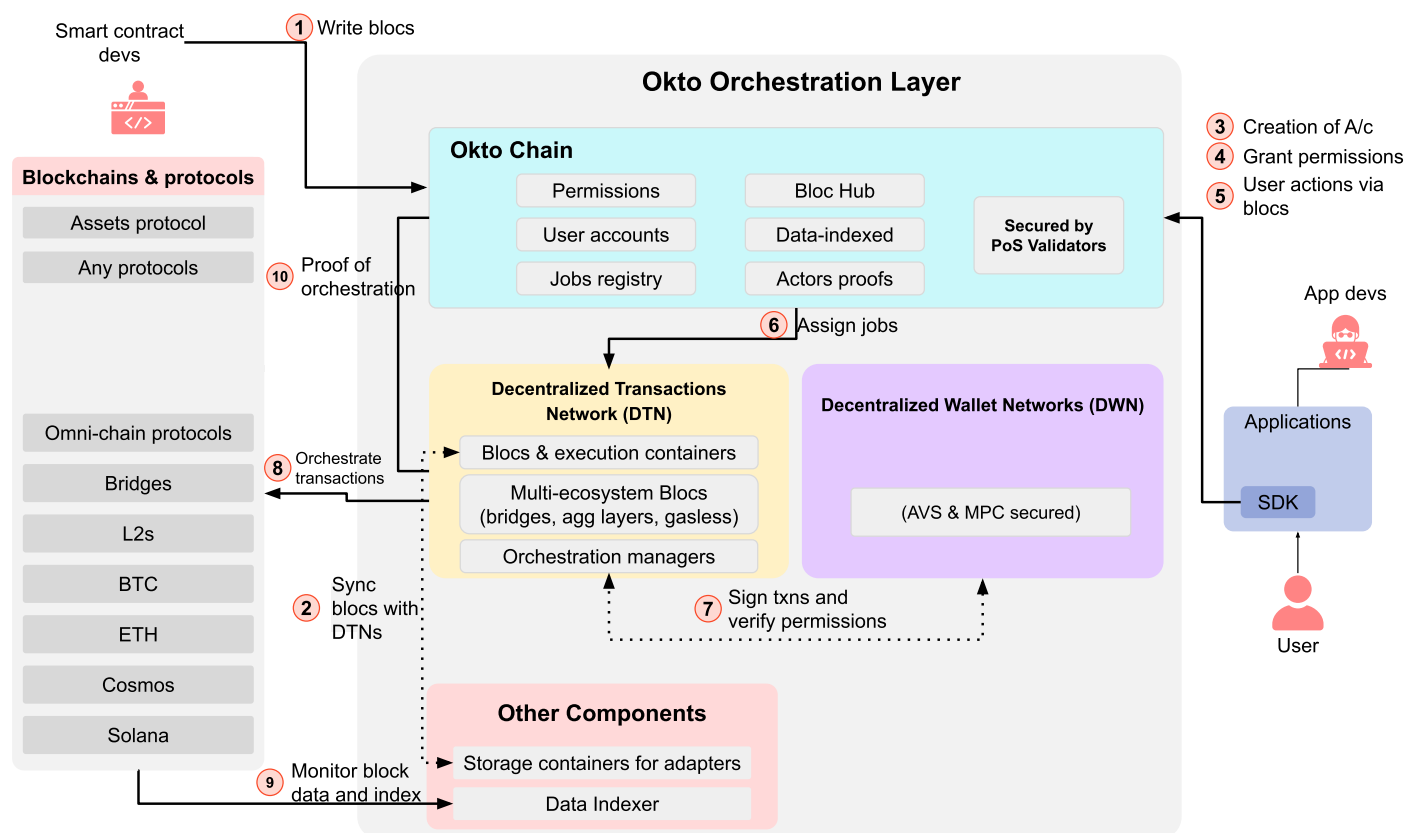 Smart contract
devs
1 Write blocs
</>
Okto Orchestration Layer
Okto Chain
Permissions
Bloc Hub
User accounts
Data-indexed
Jobs registry
Actors proofs
Secured by
PoS Validators
3 Creation of A/c
4 Grant permissions
5 User actions via
blocs
Blockchains & protocols
Assets protocol
Any protocols
Omni-chain protocols
Bridges
L2s
BTC
ETH
Cosmos
Solana
10 Proof of
orchestration
6 Assign jobs
App devs
</>
Decentralized Transactions
Network (DTN)
Blocs & execution containers
Multi-ecosystem Blocs
(bridges, agg layers, gasless)
Orchestration managers
Decentralized Wallet Networks (DWN)
(AVS & MPC secured)
Applications
SDK
User
8 Orchestrate
transactions
2 Sync
blocs with
DTNs
7 Sign txns and
verify permissions
Other Components
Storage containers for adapters
Data Indexer
9 Monitor block
data and index